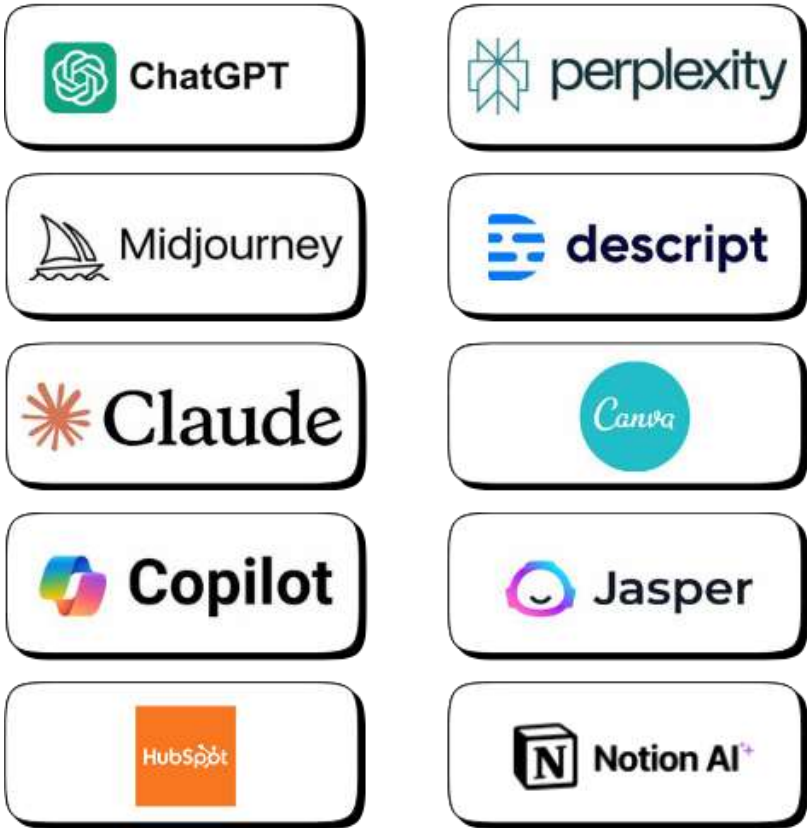 ChatGPT
perplexity
Midjourney
descript
Claude
Canva
Copilot
Jasper
HubSpot
N Notion AI